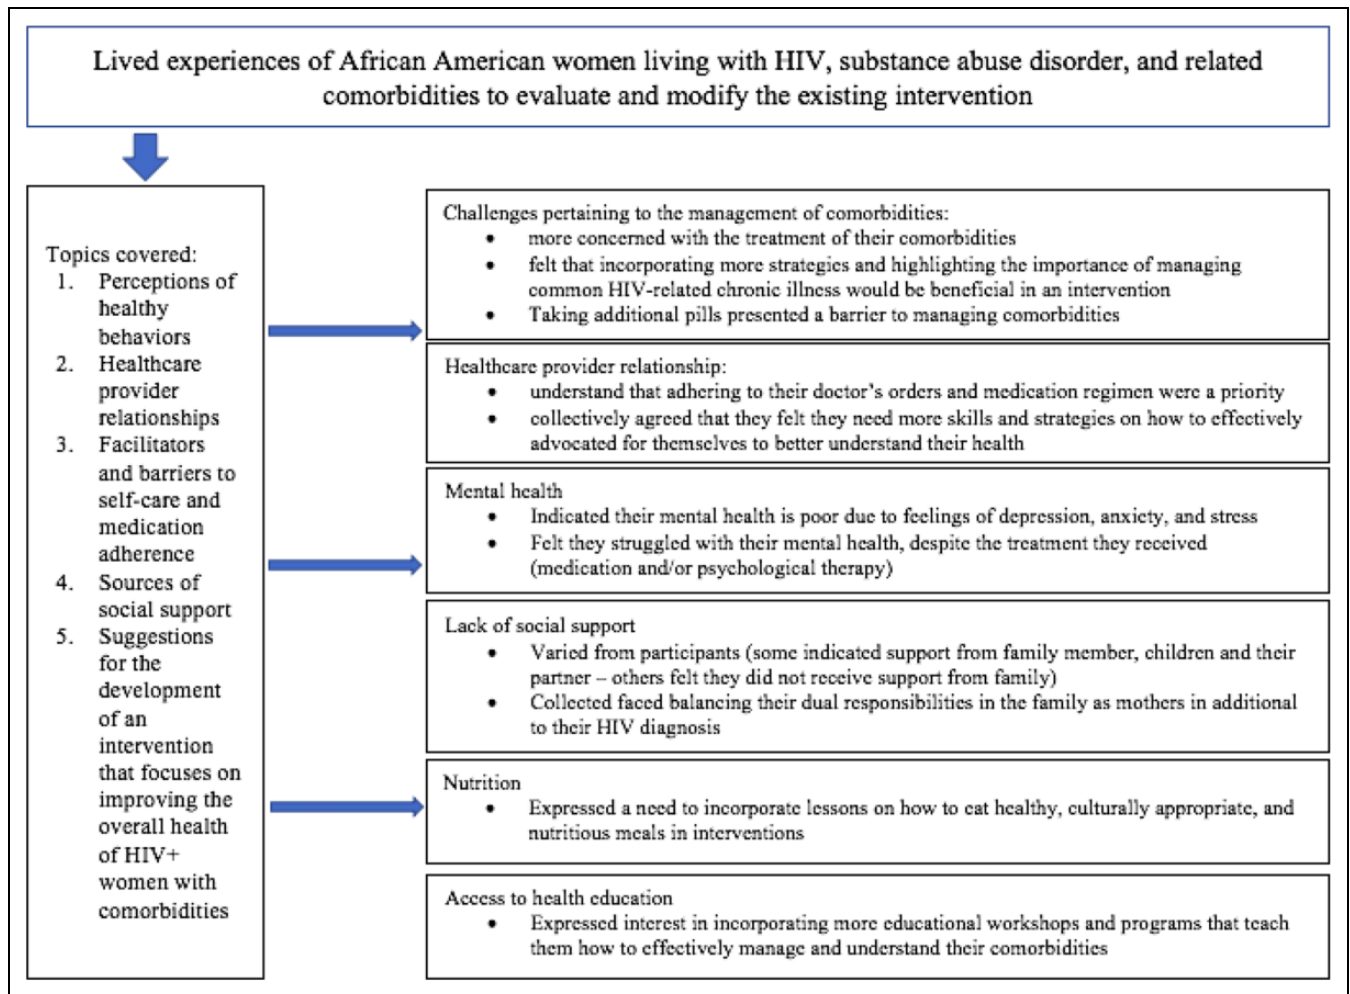 Lived experiences of African American women living with HIV, substance abuse disorder, and related
comorbidities to evaluate and modify the existing intervention
Topics covered:
1. Perceptions of
healthy
behaviors
2. Healthcare
provider
relationships
3. Facilitators
and barriers to
self-care and
medication
adherence
4. Sources of
social support
5. Suggestions
for the
development
of an
intervention
that focuses on
improving the
overall health
of HIV+
women with
comorbidities
Challenges pertaining to the management of comorbidities:
• more concerned with the treatment of their comorbidities
• felt that incorporating more strategies and highlighting the importance of managing
common HIV-related chronic illness would be beneficial in an intervention
• Taking additional pills presented a barrier to managing comorbidities
Healthcare provider relationship:
• understand that adhering to their doctor's orders and medication regimen were a priority
• collectively agreed that they felt they need more skills and strategies on how to effectively
advocated for themselves to better understand their health
Mental health
• Indicated their mental health is poor due to feelings of depression, anxiety, and stress
• Felt they struggled with their mental health, despite the treatment they received
(medication and/or psychological therapy)
Lack of social support
• Varied from participants (some indicated support from family member, children and their
partner – others felt they did not receive support from family)
• Collected faced balancing their dual responsibilities in the family as mothers in additional
to their HIV diagnosis
Nutrition
• Expressed a need to incorporate lessons on how to eat healthy, culturally appropriate, and
nutritious meals in interventions
Access to health education
• Expressed interest in incorporating more educational workshops and programs that teach
them how to effectively manage and understand their comorbidities